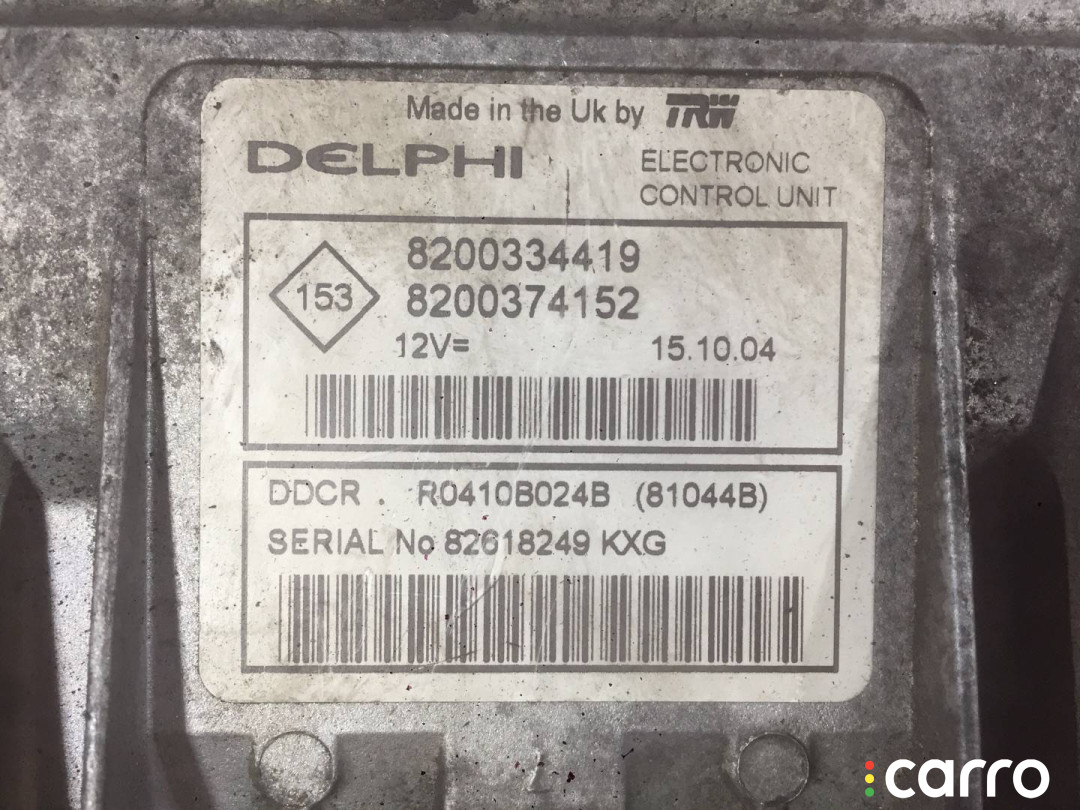 Made in the Uk by TRW
DELPHI
ELECTRONIC
CONTROL UNIT
153
8200334419
8200374152
12V=
15.10.04
DDCR . R0410B024B (81044B)
SERIAL No 82618249 KXG
carro